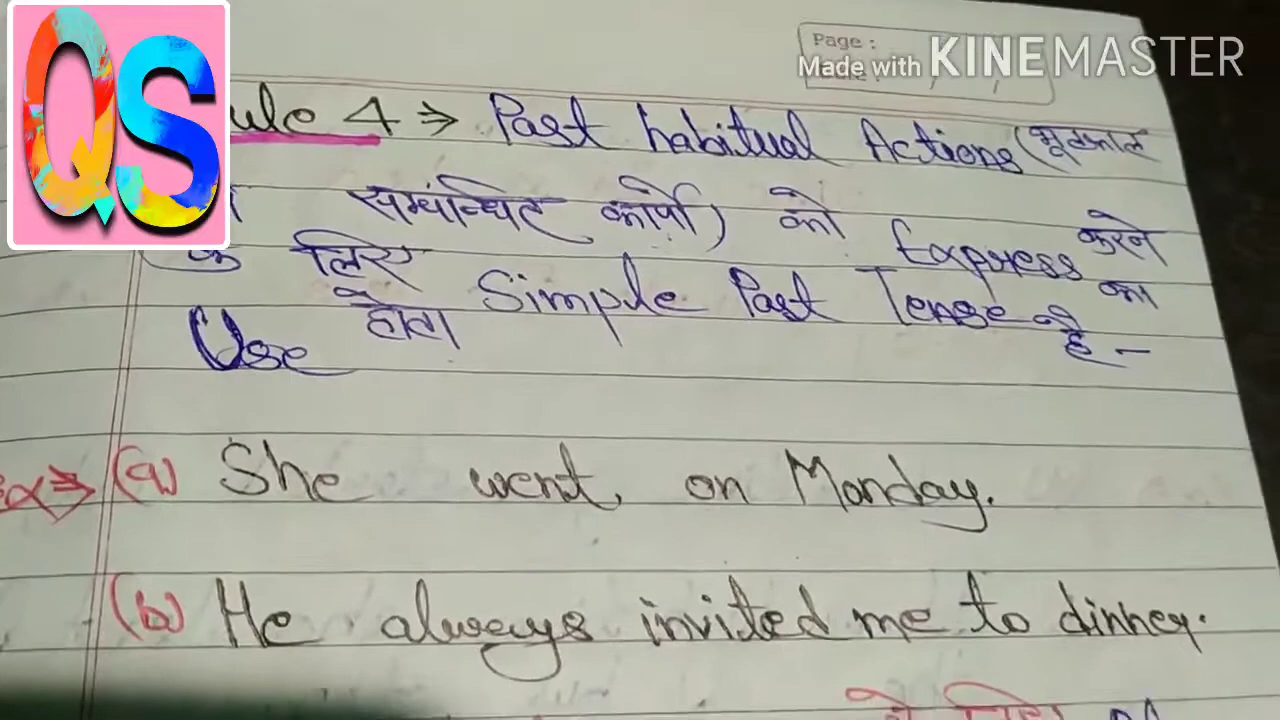 QS
Page :
Made with KINEMASTER
ule 4 ⇒ Past habitual Actions (भूतकाल
सम्बन्धित कार्यो) को Express करने
के लिए Simple Past Tense का
Use होता है -
(a) She went on Monday.
(b) He always invited me to dinner.